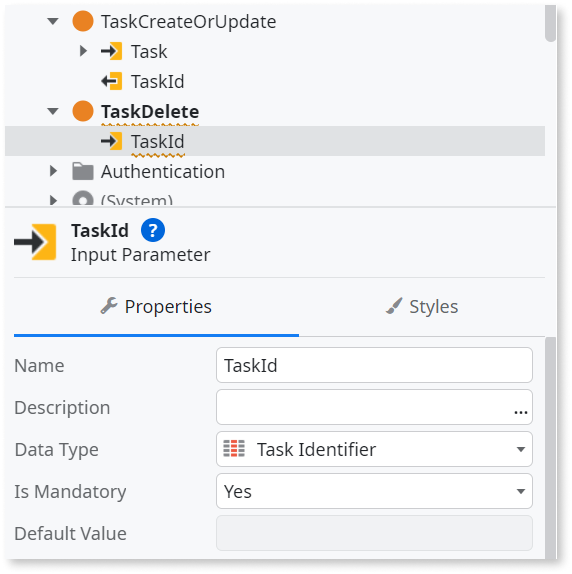 TaskCreateOrUpdate
Task
TaskId
TaskDelete
TaskId
Authentication
(System)
TaskId ?
Input Parameter
Properties Styles
Name TaskId
Description ...
Data Type Task Identifier
Is Mandatory Yes
Default Value